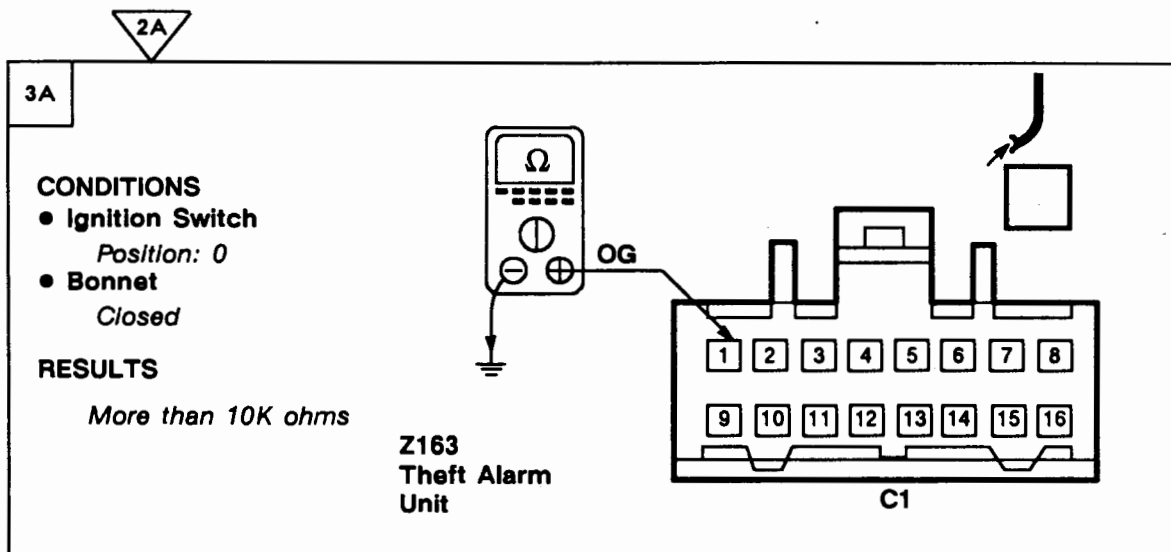 2A
3A
CONDITIONS
● Ignition Switch
Position: 0
● Bonnet
Closed
RESULTS
More than 10K ohms
Ω
− +
OG
Z163
Theft Alarm
Unit
1 2 3 4 5 6 7 8
9 10 11 12 13 14 15 16
C1